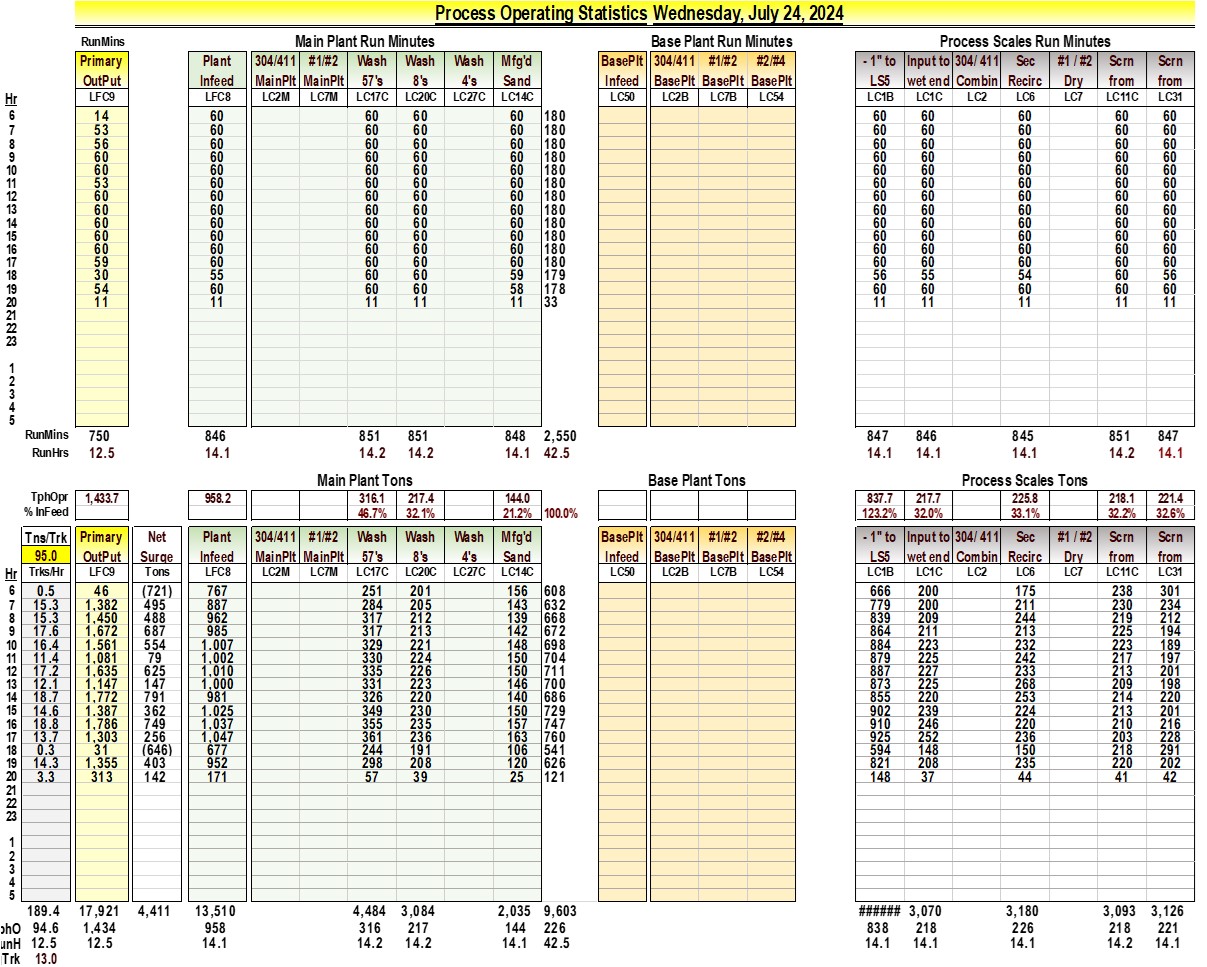 Process Operating Statistics Wednesday, July 24, 2024
RunMins Main Plant Run Minutes Base Plant Run Minutes Process Scales Run Minutes
Primary Plant 304/411 #1/#2 Wash Wash Wash Mfg'd BasePlt 304/411 #1/#2 #2/#4 - 1" to Input to 304/ 411 Sec #1 / #2 Scrn Scrn
OutPut Infeed MainPlt MainPlt 57's 8's 4's Sand Infeed BasePlt BasePlt BasePlt LS5 wet end Combin Recirc Dry from from
Hr LFC9 LFC8 LC2M LC7M LC17C LC20C LC27C LC14C LC50 LC2B LC7B LC54 LC1B LC1C LC2 LC6 LC7 LC11C LC31
6 14 60 60 60 60 180 60 60 60 60 60
7 53 60 60 60 60 180 60 60 60 60 60
8 56 60 60 60 60 180 60 60 60 60 60
9 60 60 60 60 60 180 60 60 60 60 60
10 60 60 60 60 60 180 60 60 60 60 60
11 53 60 60 60 60 180 60 60 60 60 60
12 60 60 60 60 60 180 60 60 60 60 60
13 60 60 60 60 60 180 60 60 60 60 60
14 60 60 60 60 60 180 60 60 60 60 60
15 60 60 60 60 60 180 60 60 60 60 60
16 60 60 60 60 60 180 60 60 60 60 60
17 59 60 60 60 60 180 60 60 60 60 60
18 30 55 60 60 59 179 56 55 54 60 56
19 54 60 60 60 58 178 60 60 60 60 60
20 11 11 11 11 11 33 11 11 11 11 11
21
22
23
1
2
3
4
5
RunMins 750 846 851 851 848 2,550 847 846 845 851 847
RunHrs 12.5 14.1 14.2 14.2 14.1 42.5 14.1 14.1 14.1 14.2 14.1
Main Plant Tons Base Plant Tons Process Scales Tons
TphOpr 1,433.7 958.2 316.1 217.4 144.0 837.7 217.7 225.8 218.1 221.4
% InFeed 46.7% 32.1% 21.2% 100.0% 123.2% 32.0% 33.1% 32.2% 32.6%
Tns/Trk Primary Net Plant 304/411 #1/#2 Wash Wash Wash Mfg'd BasePlt 304/411 #1/#2 #2/#4 - 1" to Input to 304/ 411 Sec #1 / #2 Scrn Scrn
95.0 OutPut Surge Infeed MainPlt MainPlt 57's 8's 4's Sand Infeed BasePlt BasePlt BasePlt LS5 wet end Combin Recirc Dry from from
Hr Trks/Hr LFC9 Tons LFC8 LC2M LC7M LC17C LC20C LC27C LC14C LC50 LC2B LC7B LC54 LC1B LC1C LC2 LC6 LC7 LC11C LC31
6 0.5 46 (721) 767 251 201 156 608 666 200 175 238 301
7 15.3 1,382 495 887 284 205 143 632 779 200 211 230 234
8 15.3 1,450 488 962 317 212 139 668 839 209 244 219 212
9 17.6 1,672 687 985 317 213 142 672 864 211 213 225 194
10 16.4 1,561 554 1,007 329 221 148 698 884 223 232 223 189
11 11.4 1,081 79 1,002 330 224 150 704 879 225 242 217 197
12 17.2 1,635 625 1,010 335 226 150 711 887 227 233 213 201
13 12.1 1,147 147 1,000 331 223 146 700 873 225 268 209 198
14 18.7 1,772 791 981 326 220 140 686 855 220 253 214 220
15 14.6 1,387 362 1,025 349 230 150 729 902 239 224 213 201
16 18.8 1,786 749 1,037 355 235 157 747 910 246 220 210 216
17 13.7 1,303 256 1,047 361 236 163 760 925 252 236 203 228
18 0.3 31 (646) 677 244 191 106 541 594 148 150 218 291
19 14.3 1,355 403 952 298 208 120 626 821 208 235 220 202
20 3.3 313 142 171 57 39 25 121 148 37 44 41 42
21
22
23
1
2
3
4
5
189.4 17,921 4,411 13,510 4,484 3,084 2,035 9,603 ###### 3,070 3,180 3,093 3,126
phO 94.6 1,434 958 316 217 144 226 838 218 226 218 221
unH 12.5 12.5 14.1 14.2 14.2 14.1 42.5 14.1 14.1 14.1 14.2 14.1
Trk 13.0